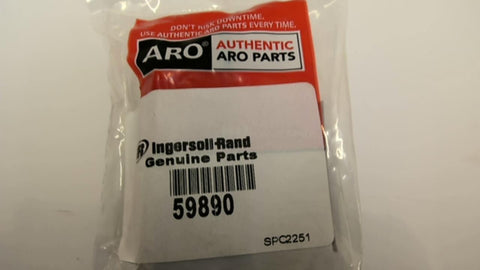 DON'T RISK DOWNTIME.
USE AUTHENTIC ARO PARTS EVERY TIME.
ARO® AUTHENTIC
ARO PARTS
IR Ingersoll-Rand
Genuine Parts
59890
SPC2251